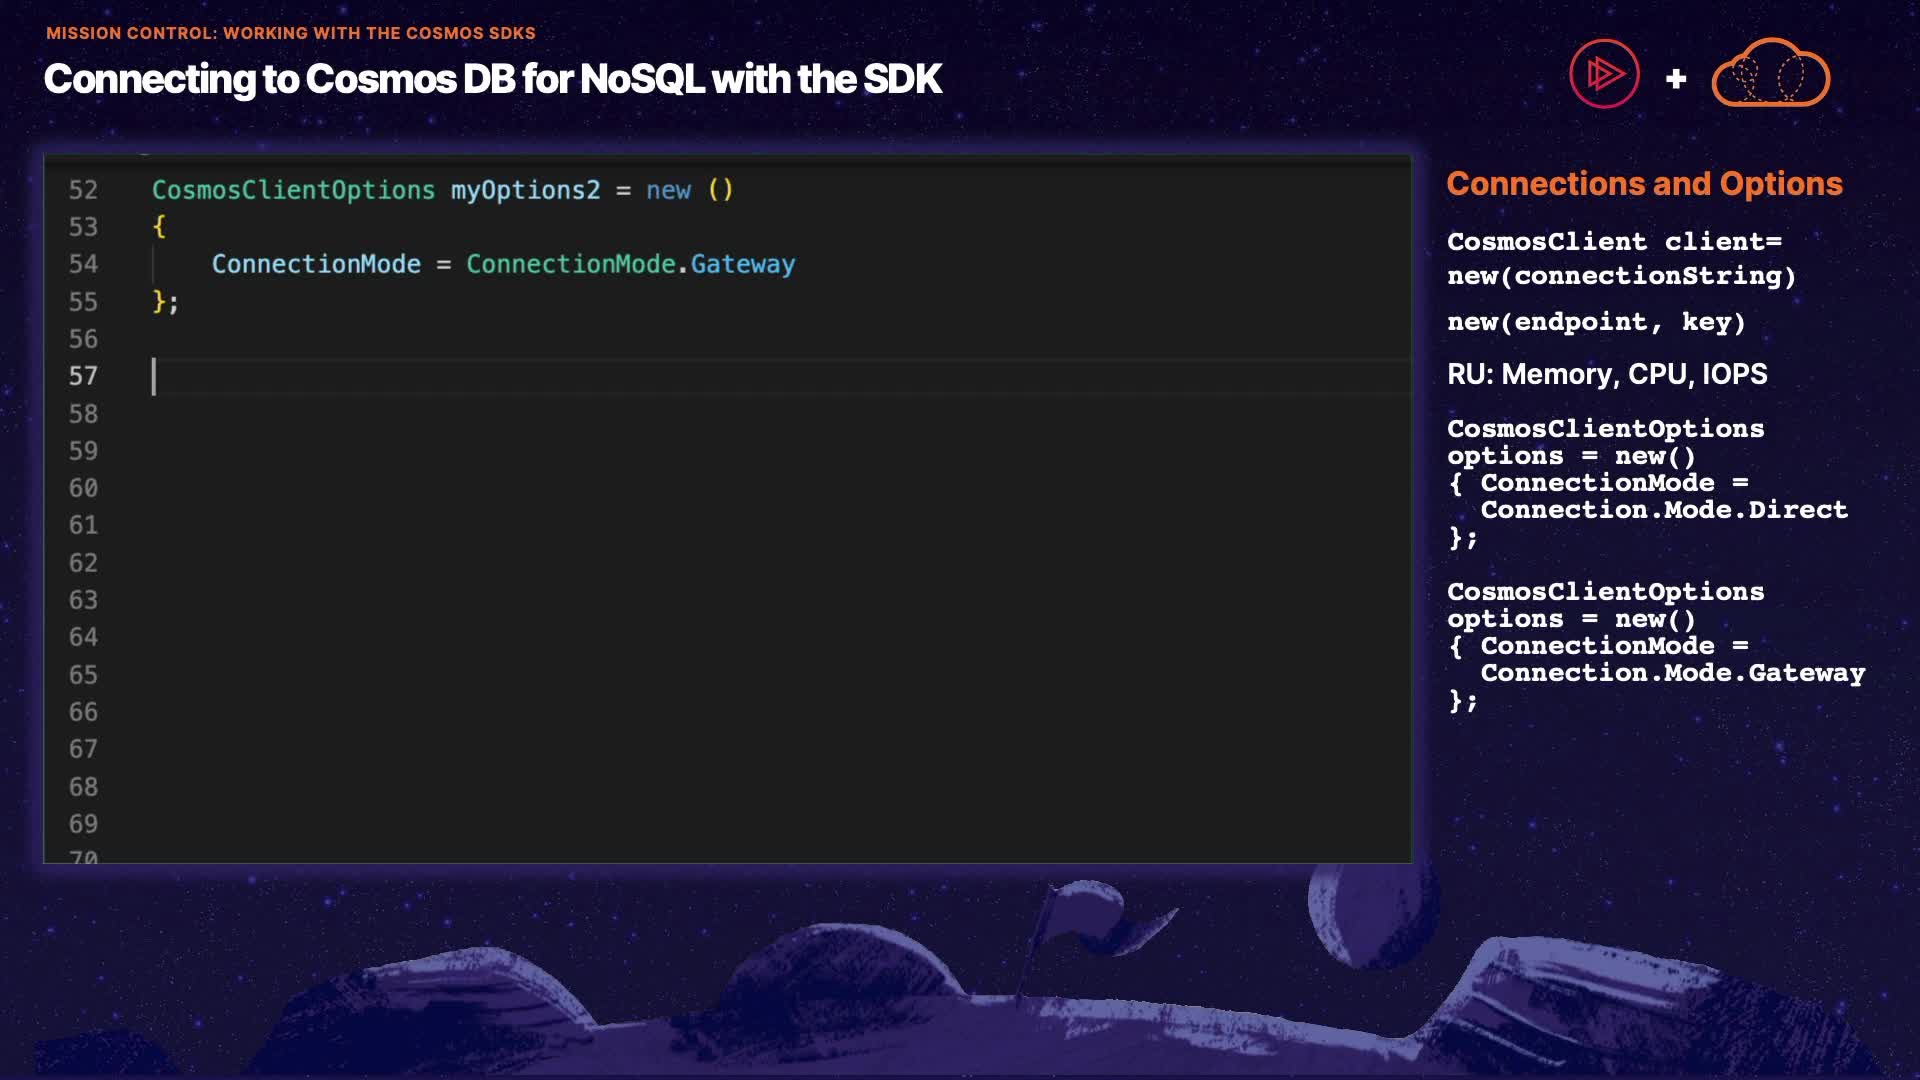 MISSION CONTROL: WORKING WITH THE COSMOS SDKS
Connecting to Cosmos DB for NoSQL with the SDK
+
52 CosmosClientOptions myOptions2 = new ()
53 {
54 ConnectionMode = ConnectionMode.Gateway
55 };
56
57
58
59
60
61
62
63
64
65
66
67
68
69
70
Connections and Options
CosmosClient client=
new(connectionString)
new(endpoint, key)
RU: Memory, CPU, IOPS
CosmosClientOptions
options = new()
{ ConnectionMode =
Connection.Mode.Direct
};
CosmosClientOptions
options = new()
{ ConnectionMode =
Connection.Mode.Gateway
};